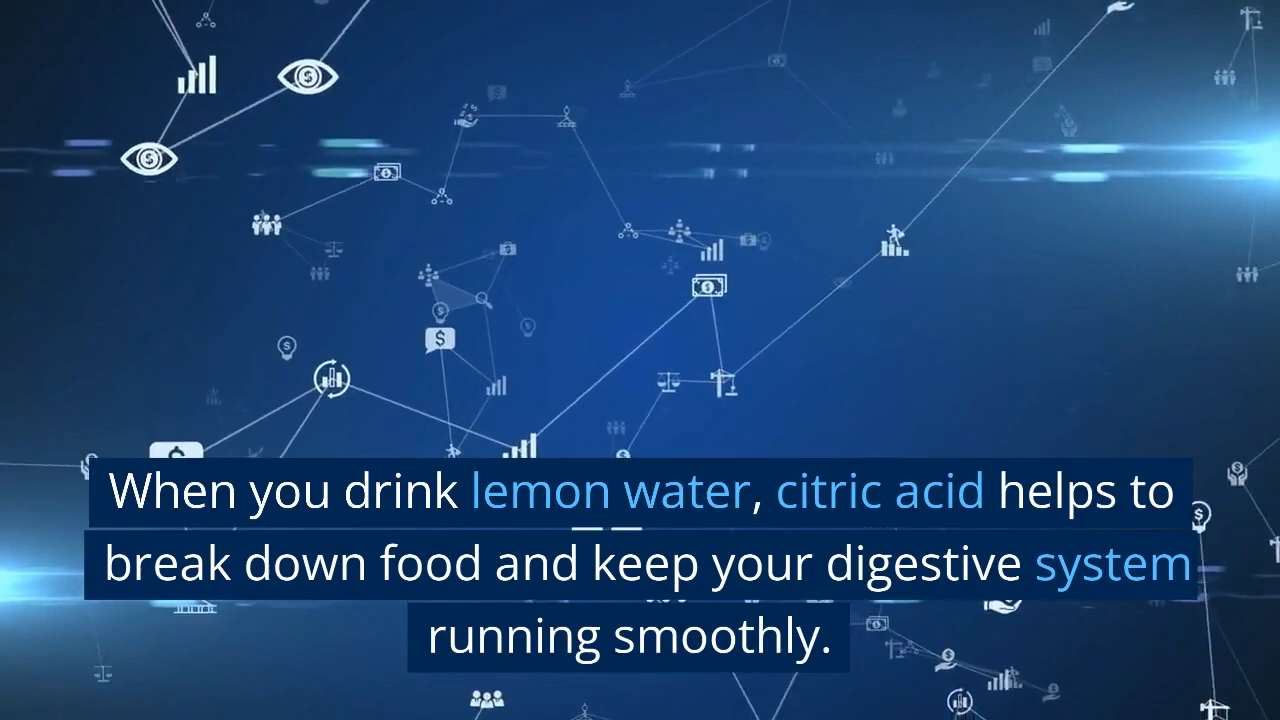 When you drink lemon water, citric acid helps to
break down food and keep your digestive system
running smoothly.